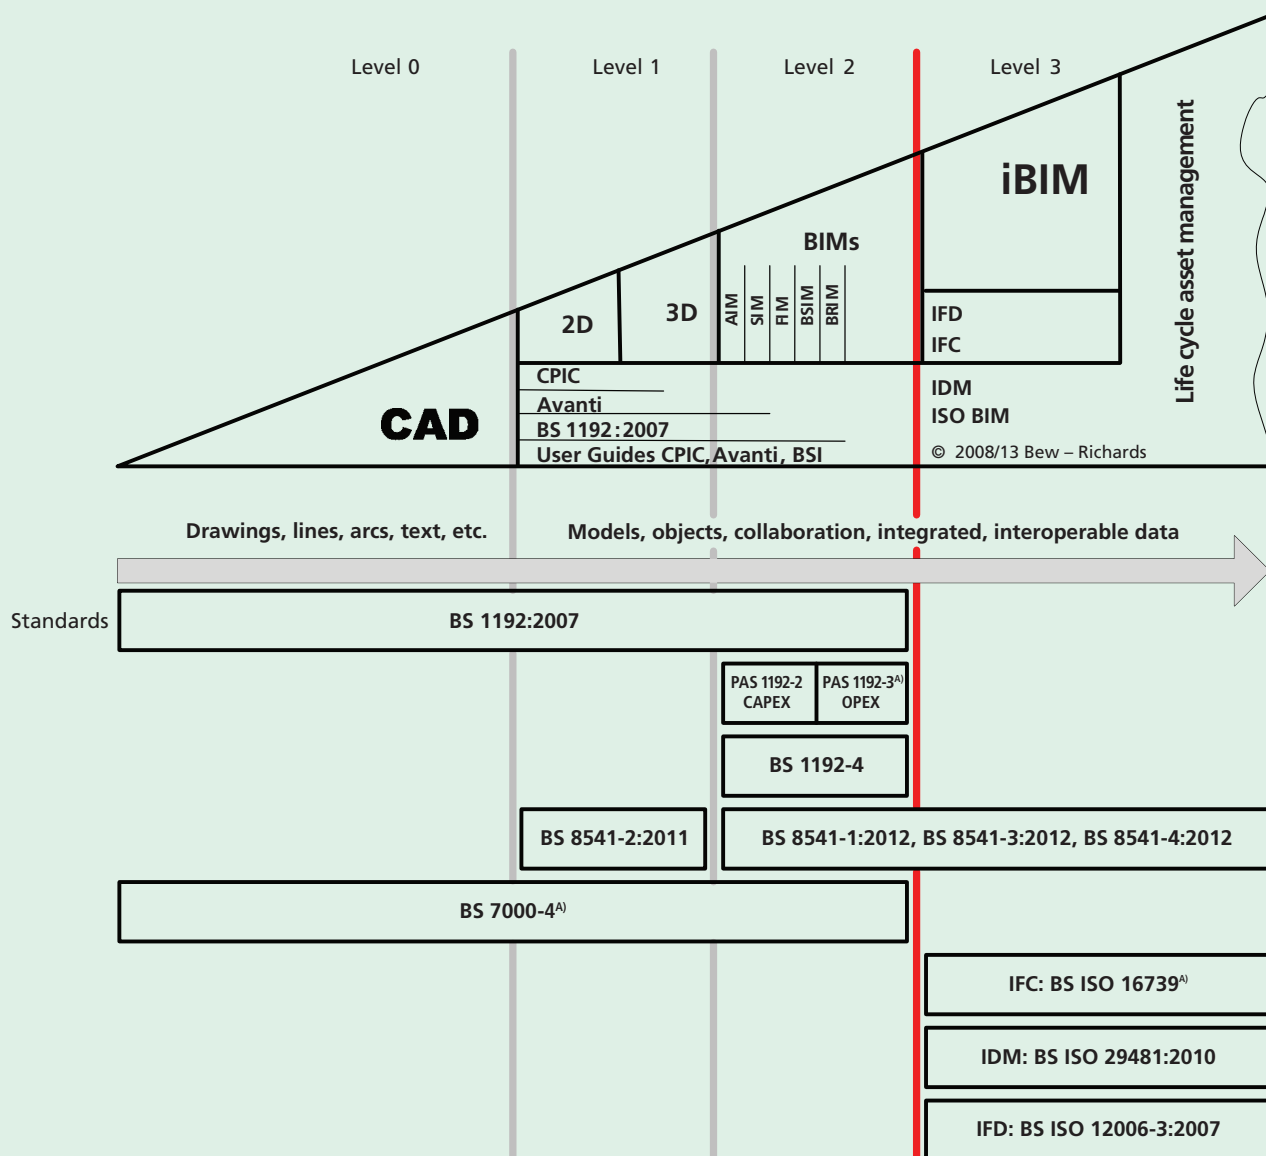 Level 0
Level 1
Level 2
Level 3
iBIM
Life cycle asset management
BIMs
2D
3D
AIM
SIM
FIM
BSIM
BRIM
IFD
IFC
CAD
CPIC
Avanti
BS 1192:2007
User Guides CPIC, Avanti, BSI
IDM
ISO BIM
© 2008/13 Bew – Richards
Drawings, lines, arcs, text, etc.
Models, objects, collaboration, integrated, interoperable data
Standards
BS 1192:2007
PAS 1192-2
CAPEX
PAS 1192-3A)
OPEX
BS 1192-4
BS 8541-2:2011
BS 8541-1:2012, BS 8541-3:2012, BS 8541-4:2012
BS 7000-4A)
IFC: BS ISO 16739A)
IDM: BS ISO 29481:2010
IFD: BS ISO 12006-3:2007